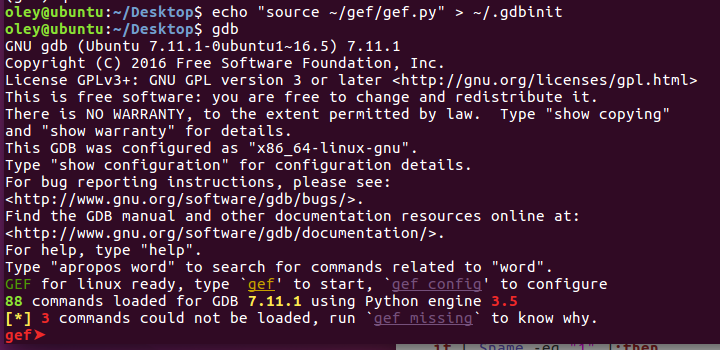 oley@ubuntu:~/Desktop$ echo "source ~/gef/gef.py" > ~/.gdbinit
oley@ubuntu:~/Desktop$ gdb
GNU gdb (Ubuntu 7.11.1-0ubuntu1~16.5) 7.11.1
Copyright (C) 2016 Free Software Foundation, Inc.
License GPLv3+: GNU GPL version 3 or later <http://gnu.org/licenses/gpl.html>
This is free software: you are free to change and redistribute it.
There is NO WARRANTY, to the extent permitted by law.  Type "show copying"
and "show warranty" for details.
This GDB was configured as "x86_64-linux-gnu".
Type "show configuration" for configuration details.
For bug reporting instructions, please see:
<http://www.gnu.org/software/gdb/bugs/>.
Find the GDB manual and other documentation resources online at:
<http://www.gnu.org/software/gdb/documentation/>.
For help, type "help".
Type "apropos word" to search for commands related to "word".
GEF for linux ready, type `gef' to start, `gef config' to configure
88 commands loaded for GDB 7.11.1 using Python engine 3.5
[*] 3 commands could not be loaded, run `gef missing` to know why.
gef➤